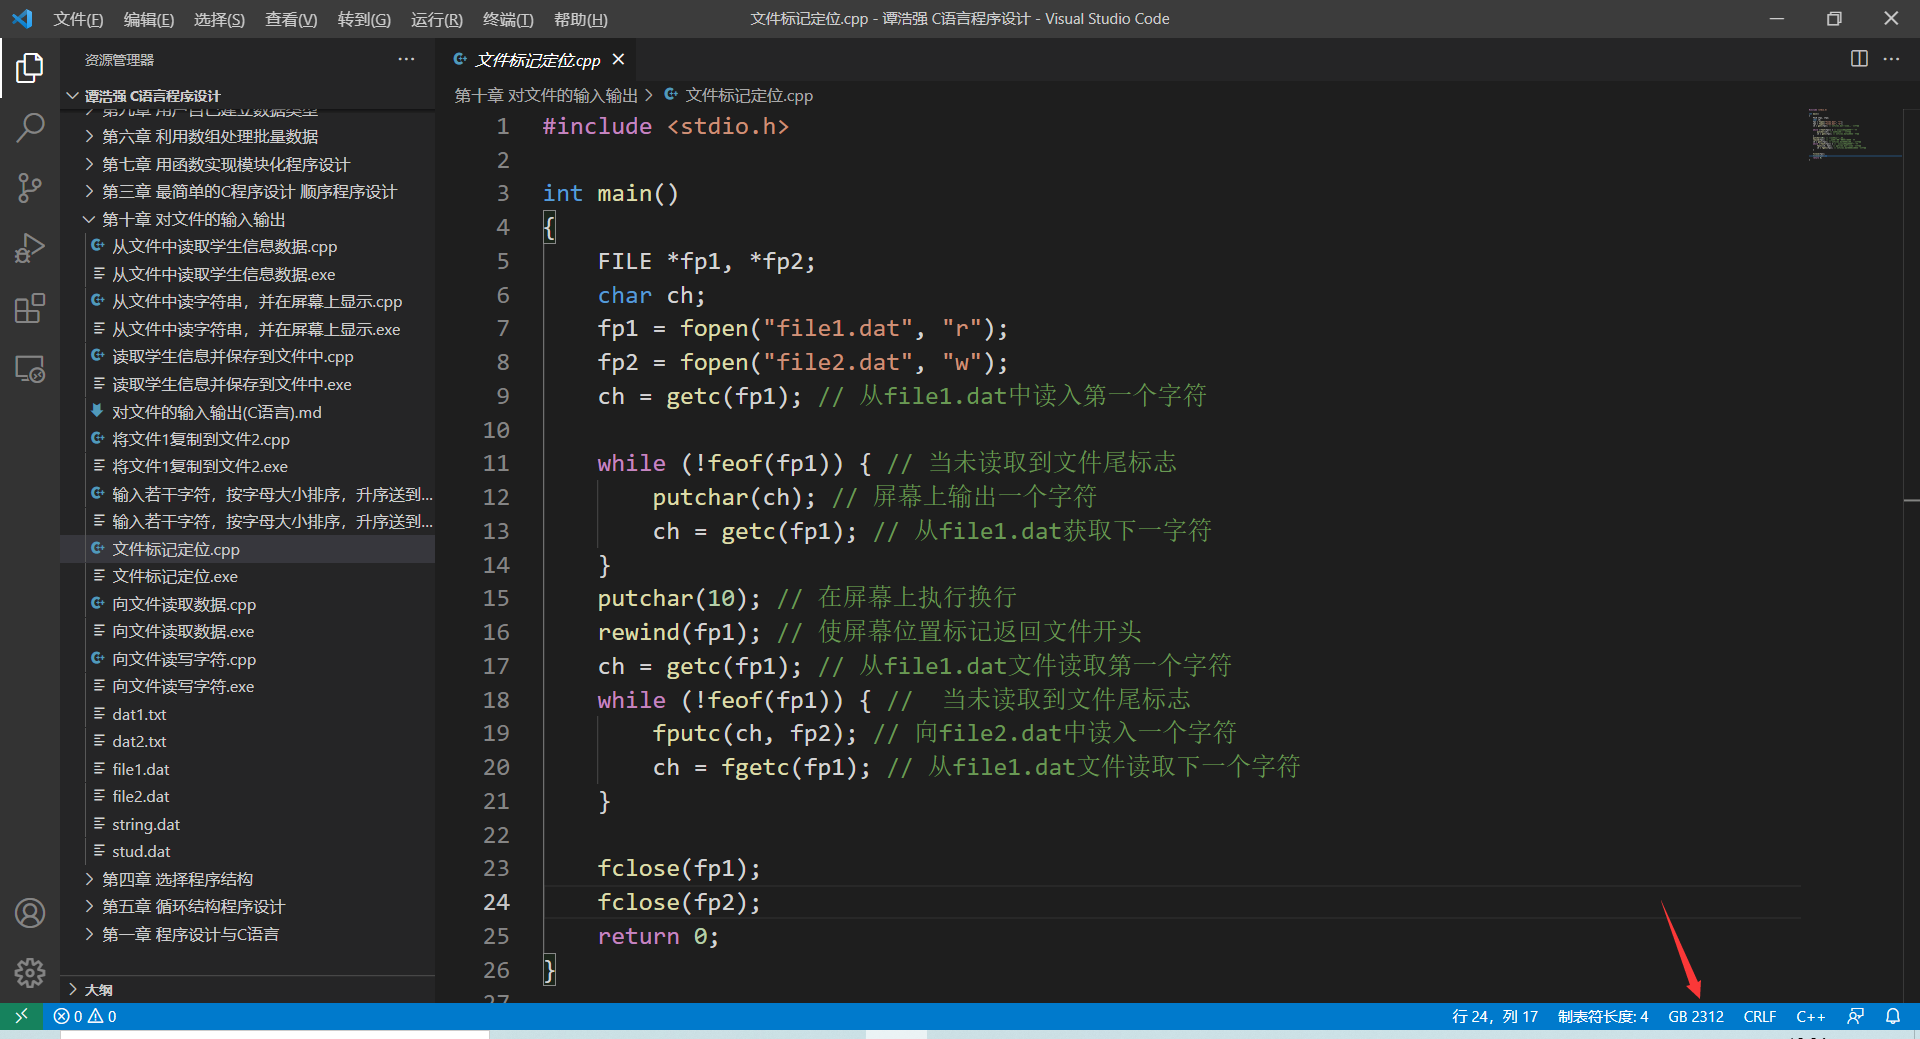 文件(F) 编辑(E) 选择(S) 查看(V) 转到(G) 运行(R) 终端(T) 帮助(H) 文件标记定位.cpp - 谭浩强 C语言程序设计 - Visual Studio Code
资源管理器
谭浩强 C语言程序设计
第九章 用户自己建立数据类型
第六章 利用数组处理批量数据
第七章 用函数实现模块化程序设计
第三章 最简单的C程序设计 顺序程序设计
第十章 对文件的输入输出
从文件中读取学生信息数据.cpp
从文件中读取学生信息数据.exe
从文件中读字符串，并在屏幕上显示.cpp
从文件中读字符串，并在屏幕上显示.exe
读取学生信息并保存到文件中.cpp
读取学生信息并保存到文件中.exe
对文件的输入输出(C语言).md
将文件1复制到文件2.cpp
将文件1复制到文件2.exe
输入若干字符，按字母大小排序，升序送到...
输入若干字符，按字母大小排序，升序送到...
文件标记定位.cpp
文件标记定位.exe
向文件读取数据.cpp
向文件读取数据.exe
向文件读写字符.cpp
向文件读写字符.exe
dat1.txt
dat2.txt
file1.dat
file2.dat
string.dat
stud.dat
第四章 选择程序结构
第五章 循环结构程序设计
第一章 程序设计与C语言
大纲
文件标记定位.cpp
第十章 对文件的输入输出 > 文件标记定位.cpp
1 #include <stdio.h>
2
3 int main()
4 {
5 FILE *fp1, *fp2;
6 char ch;
7 fp1 = fopen("file1.dat", "r");
8 fp2 = fopen("file2.dat", "w");
9 ch = getc(fp1); // 从file1.dat中读入第一个字符
10
11 while (!feof(fp1)) { // 当未读取到文件尾标志
12 putchar(ch); // 屏幕上输出一个字符
13 ch = getc(fp1); // 从file1.dat获取下一字符
14 }
15 putchar(10); // 在屏幕上执行换行
16 rewind(fp1); // 使屏幕位置标记返回文件开头
17 ch = getc(fp1); // 从file1.dat文件读取第一个字符
18 while (!feof(fp1)) { //  当未读取到文件尾标志
19 fputc(ch, fp2); // 向file2.dat中读入一个字符
20 ch = fgetc(fp1); // 从file1.dat文件读取下一个字符
21 }
22
23 fclose(fp1);
24 fclose(fp2);
25 return 0;
26 }
27
0 0 行 24，列 17 制表符长度: 4 GB 2312 CRLF C++